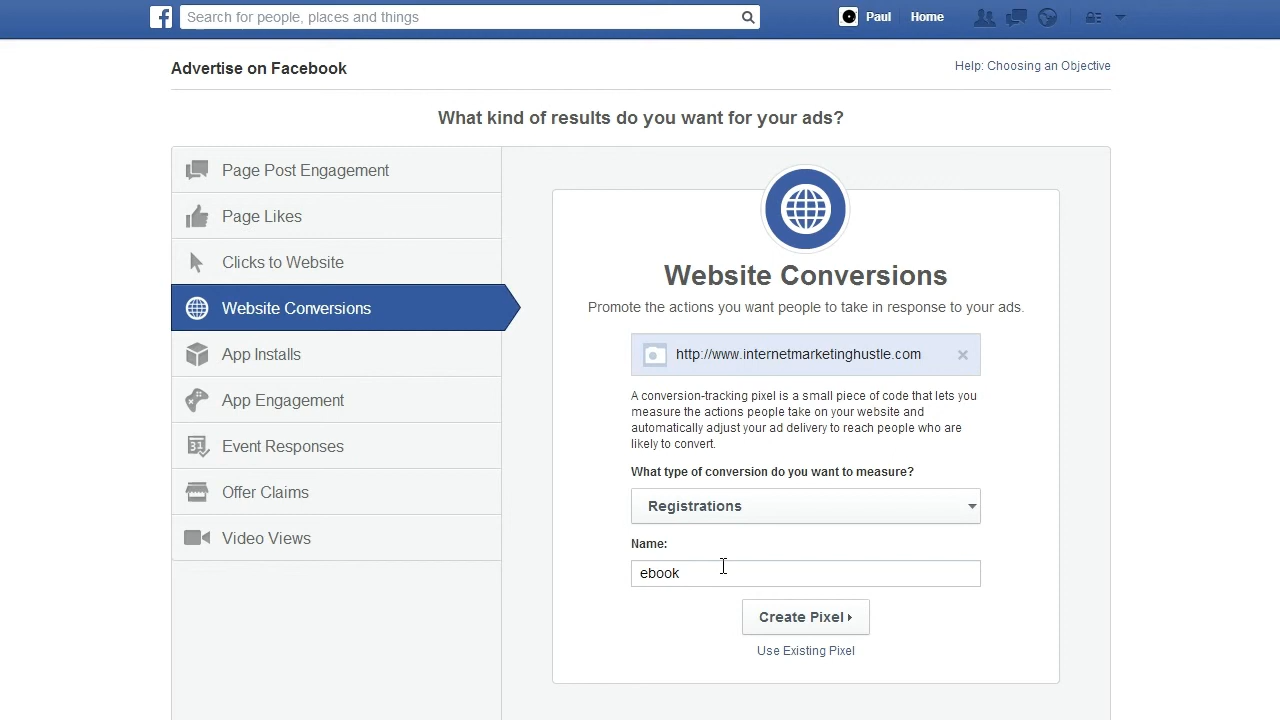 f
Search for people, places and things
Paul
Home
Advertise on Facebook
Help: Choosing an Objective
What kind of results do you want for your ads?
Page Post Engagement
Page Likes
Clicks to Website
Website Conversions
App Installs
App Engagement
31
Event Responses
Offer Claims
Video Views
Website Conversions
Promote the actions you want people to take in response to your ads.
http://www.internetmarketinghustle.com
A conversion-tracking pixel is a small piece of code that lets you
measure the actions people take on your website and
automatically adjust your ad delivery to reach people who are
likely to convert.
What type of conversion do you want to measure?
Registrations
Name:
ebook
Create Pixel
Use Existing Pixel